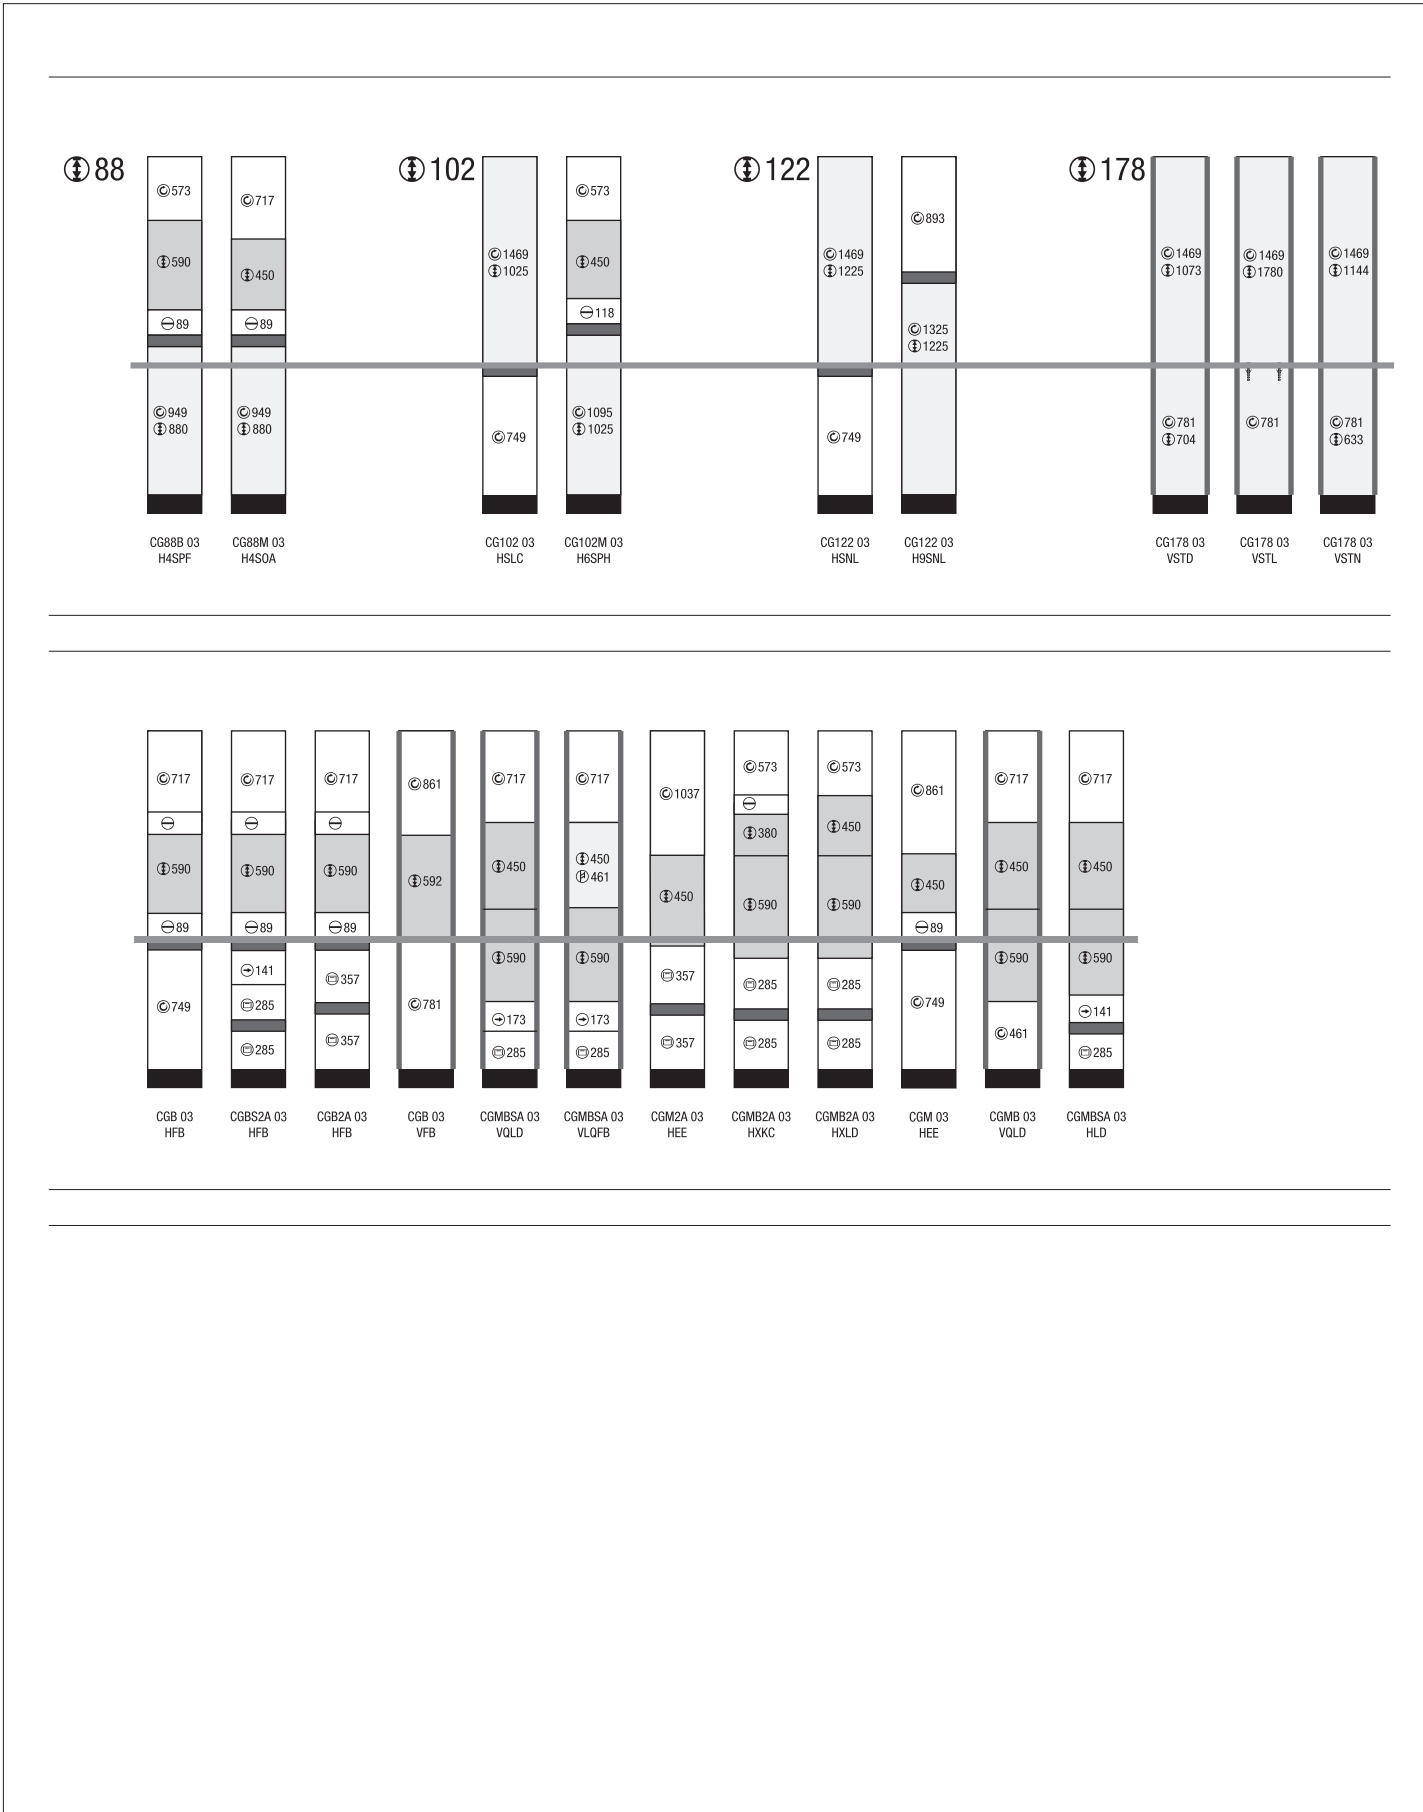 88
573
590
89
949
880
CG88B 03
H4SPF
717
450
89
949
880
CG88M 03
H4SOA
102
1469
1025
749
CG102 03
HSLC
573
450
118
1095
1025
CG102M 03
H6SPH
122
1469
1225
749
CG122 03
HSNL
893
1325
1225
CG122 03
H9SNL
178
1469
1073
781
704
CG178 03
VSTD
1469
1780
781
CG178 03
VSTL
1469
1144
781
633
CG178 03
VSTN
717
590
89
749
CGB 03
HFB
717
590
89
141
285
285
CGBS2A 03
HFB
717
590
89
357
357
CGB2A 03
HFB
861
592
781
CGB 03
VFB
717
450
590
173
285
CGMBSA 03
VQLD
717
450
461
590
173
285
CGMBSA 03
VLQFB
1037
450
357
357
CGM2A 03
HEE
573
380
590
285
285
CGMB2A 03
HXKC
573
450
590
285
285
CGMB2A 03
HXLD
861
450
89
749
CGM 03
HEE
717
450
590
461
CGMB 03
VQLD
717
450
590
141
285
CGMBSA 03
HLD